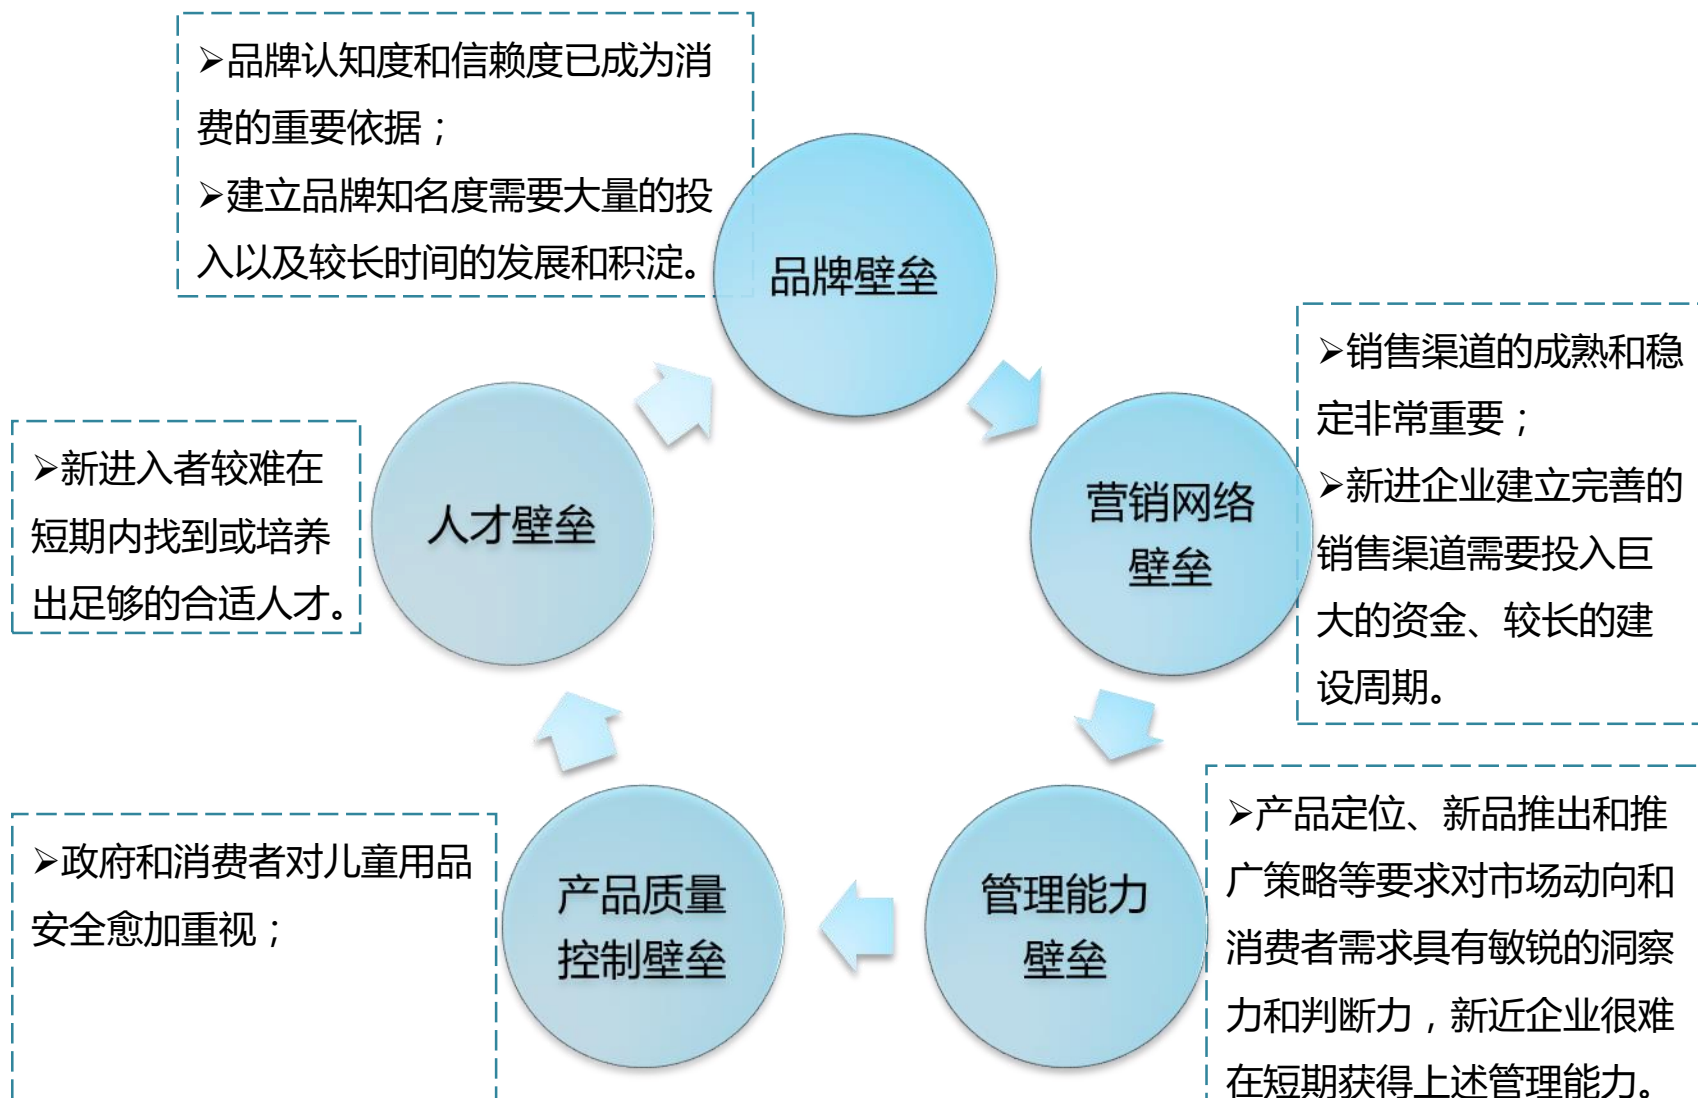 ➢品牌认知度和信赖度已成为消
费的重要依据；
➢建立品牌知名度需要大量的投
入以及较长时间的发展和积淀。
品牌壁垒
➢销售渠道的成熟和稳
定非常重要；
➢新进企业建立完善的
销售渠道需要投入巨
大的资金、较长的建
设周期。
营销网络
壁垒
➢新进入者较难在
短期内找到或培养
出足够的合适人才。
人才壁垒
➢政府和消费者对儿童用品
安全愈加重视；
产品质量
控制壁垒
管理能力
壁垒
➢产品定位、新品推出和推
广策略等要求对市场动向和
消费者需求具有敏锐的洞察
力和判断力，新近企业很难
在短期获得上述管理能力。